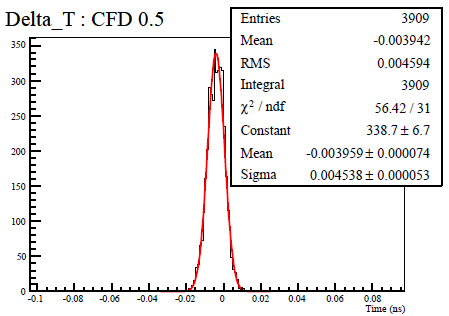 Delta_T : CFD 0.5
Entries 3909
Mean -0.003942
RMS 0.004594
Integral 3909
χ² / ndf 56.42 / 31
Constant 338.7 ± 6.7
Mean -0.003959 ± 0.000074
Sigma 0.004538 ± 0.000053
350
300
250
200
150
100
50
0
-0.1 -0.08 -0.06 -0.04 -0.02 0 0.02 0.04 0.06 0.08
Time (ns)